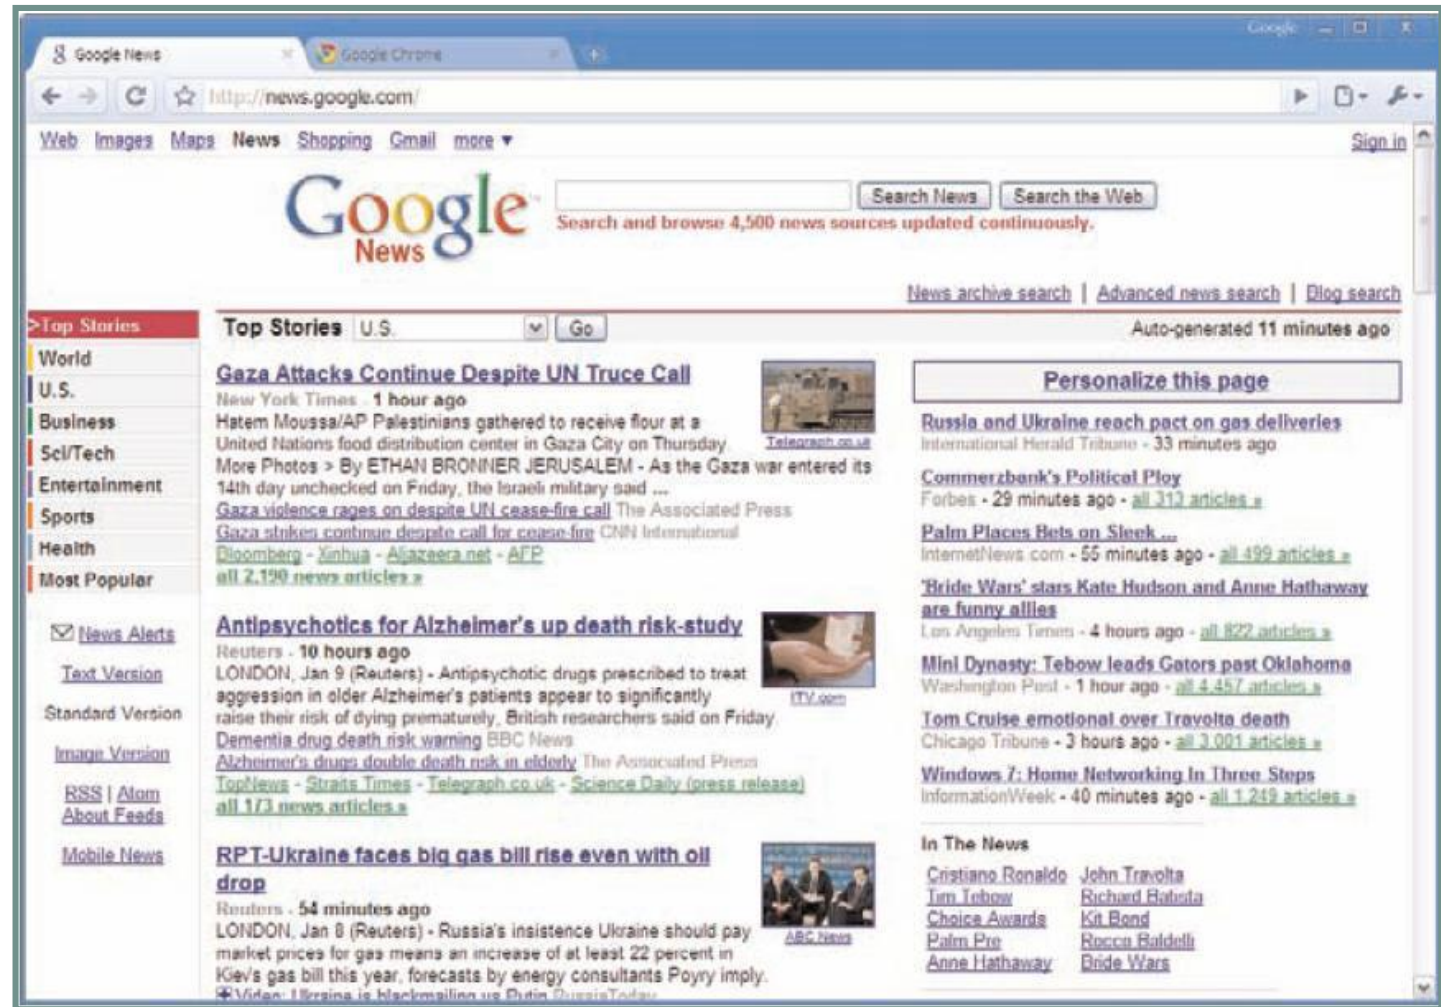 Google
Google News
Google Chrome
http://news.google.com/
Web Images Maps News Shopping Gmail more ▼
Sign in
Google News
Search News
Search the Web
Search and browse 4,500 news sources updated continuously.
News archive search | Advanced news search | Blog search
>Top Stories
World
U.S.
Business
Sci/Tech
Entertainment
Sports
Health
Most Popular
News Alerts
Text Version
Standard Version
Image Version
RSS | Atom
About Feeds
Mobile News
Top Stories U.S. Go
Auto-generated 11 minutes ago
Gaza Attacks Continue Despite UN Truce Call
New York Times - 1 hour ago
Hatem Moussa/AP Palestinians gathered to receive flour at a
United Nations food distribution center in Gaza City on Thursday.
More Photos > By ETHAN BRONNER JERUSALEM - As the Gaza war entered its
14th day unchecked on Friday, the Israeli military said ...
Gaza violence rages on despite UN cease-fire call The Associated Press
Gaza strikes continue despite call for cease-fire CNN International
Bloomberg - Xinhua - Aljazeera.net - AFP
all 2,190 news articles »
Telegraph.co.uk
Antipsychotics for Alzheimer's up death risk-study
Reuters - 10 hours ago
LONDON, Jan 9 (Reuters) - Antipsychotic drugs prescribed to treat
aggression in older Alzheimer's patients appear to significantly
raise their risk of dying prematurely, British researchers said on Friday.
Dementia drug death risk warning BBC News
Alzheimer's drugs double death risk in elderly The Associated Press
TopNews - Straits Times - Telegraph.co.uk - Science Daily (press release)
all 173 news articles »
ITV.com
RPT-Ukraine faces big gas bill rise even with oil
drop
Reuters - 54 minutes ago
LONDON, Jan 8 (Reuters) - Russia's insistence Ukraine should pay
market prices for gas means an increase of at least 22 percent in
Kiev's gas bill this year, forecasts by energy consultants Poyry imply.
Video: Ukraine is blackmailing us Putin RussiaToday
ABC News
Personalize this page
Russia and Ukraine reach pact on gas deliveries
International Herald Tribune - 33 minutes ago
Commerzbank's Political Ploy
Forbes - 29 minutes ago - all 313 articles »
Palm Places Bets on Sleek ...
InternetNews.com - 55 minutes ago - all 499 articles »
'Bride Wars' stars Kate Hudson and Anne Hathaway
are funny allies
Los Angeles Times - 4 hours ago - all 822 articles »
Mini Dynasty: Tebow leads Gators past Oklahoma
Washington Post - 1 hour ago - all 4,457 articles »
Tom Cruise emotional over Travolta death
Chicago Tribune - 3 hours ago - all 3,001 articles »
Windows 7: Home Networking In Three Steps
InformationWeek - 40 minutes ago - all 1,249 articles »
In The News
Cristiano Ronaldo John Travolta
Tim Tebow Richard Batista
Choice Awards Kit Bond
Palm Pre Rocco Baldelli
Anne Hathaway Bride Wars